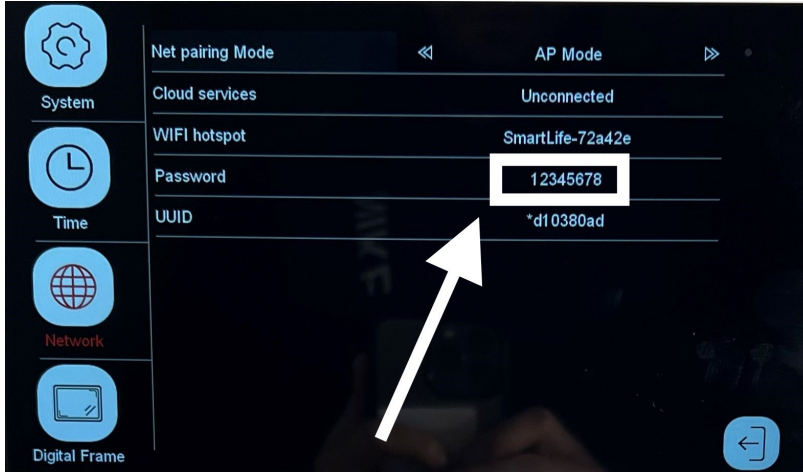 System
Time
Network
Digital Frame
Net pairing Mode AP Mode
Cloud services Unconnected
WIFI hotspot SmartLife-72a42e
Password 12345678
UUID *d10380ad